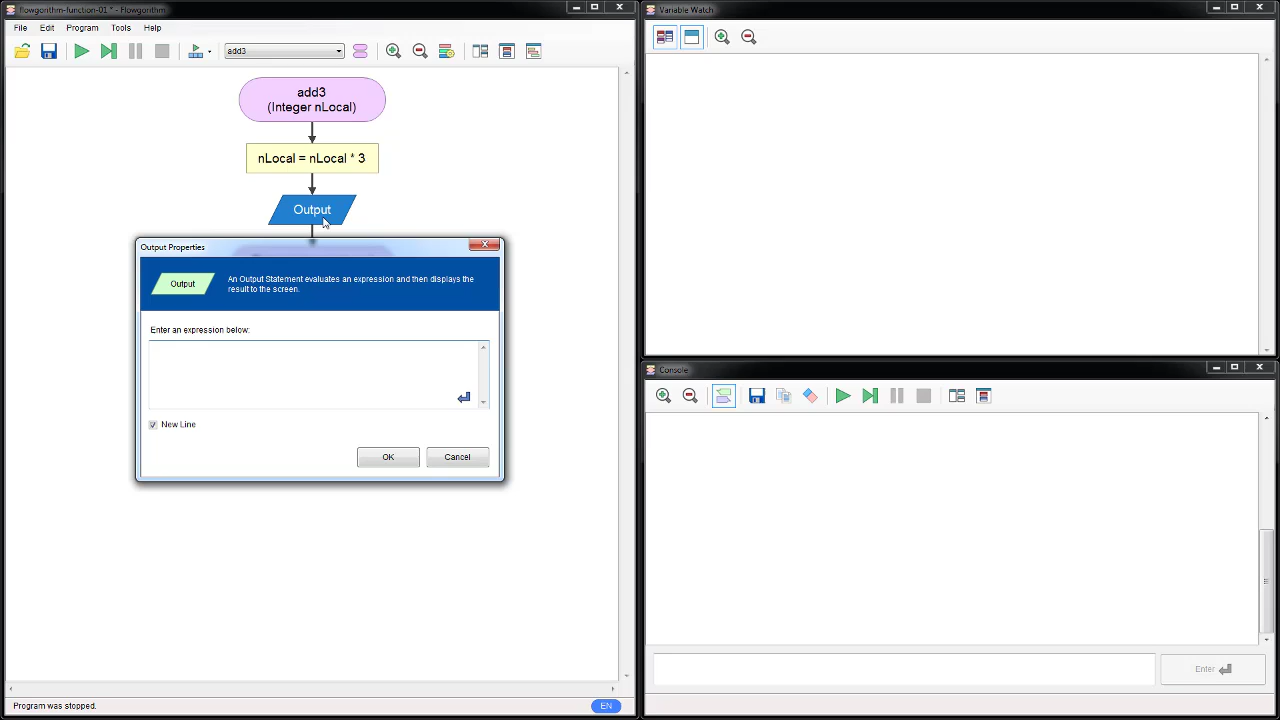 flowgorithm-function-01 * - Flowgorithm
File Edit Program Tools Help
add3
add3
(Integer nLocal)
nLocal = nLocal * 3
Output
Output Properties
Output
An Output Statement evaluates an expression and then displays the
result to the screen.
Enter an expression below:
New Line
OK Cancel
Program was stopped.
EN
Variable Watch
Console
Enter